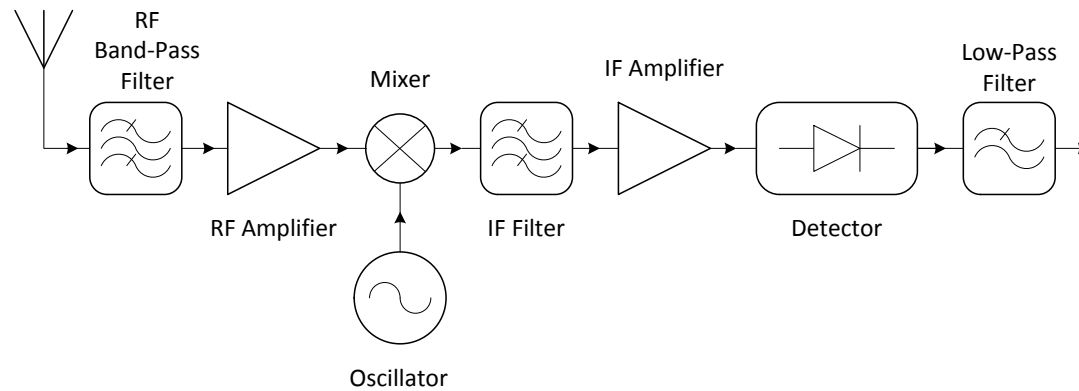 RF
Band-Pass
Filter
RF Amplifier
Mixer
Oscillator
IF Filter
IF Amplifier
Detector
Low-Pass
Filter